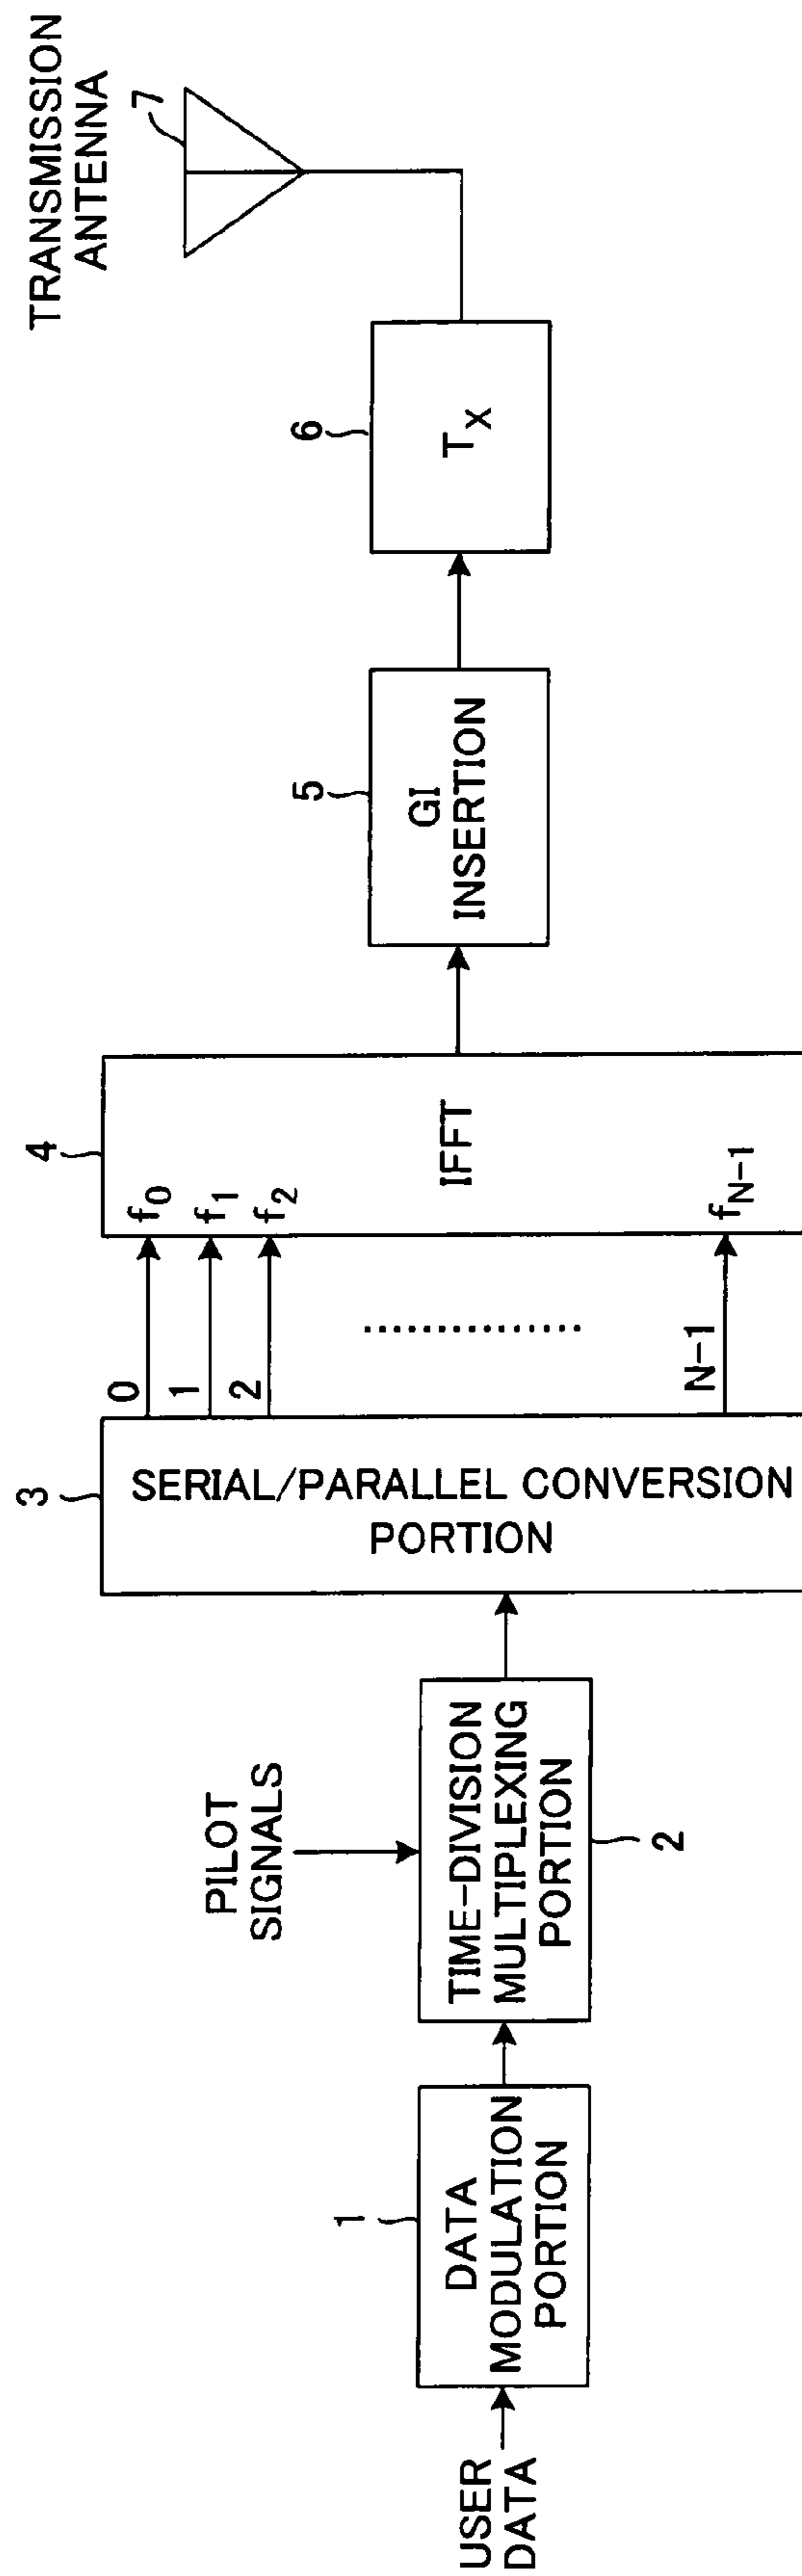 USER
DATA
1
DATA
MODULATION
PORTION
PILOT
SIGNALS
TIME-DIVISION
MULTIPLEXING
PORTION
2
3
SERIAL/PARALLEL CONVERSION
PORTION
0
1
2
N-1
4
f0
f1
f2
fN-1
IFFT
5
GI
INSERTION
6
TX
TRANSMISSION
ANTENNA
7